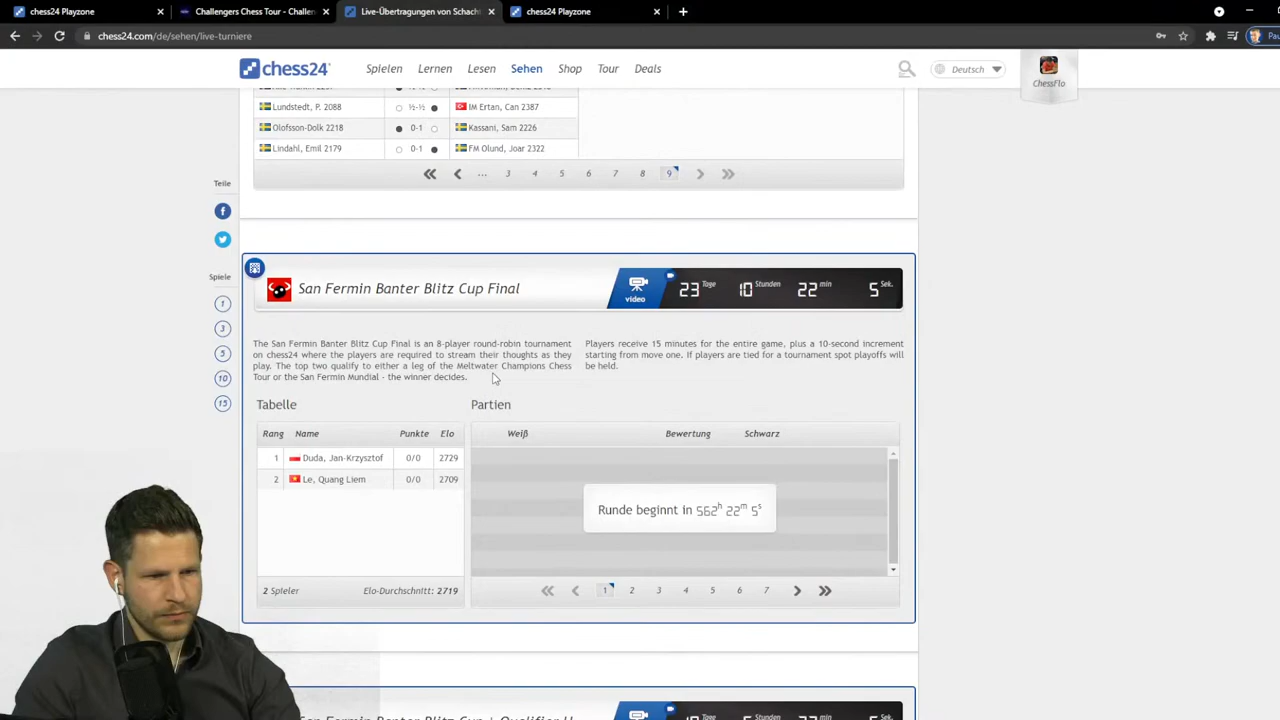 chess24 Playzone
Challengers Chess Tour - Challen
Live-Übertragungen von Schach
chess24 Playzone
chess24.com/de/sehen/live-turniere
Pau
chess24
Spielen
Lernen
Lesen
Sehen
Shop
Tour
Deals
Deutsch
ChessFlo
Lundstedt, P. 2088 ½-½ IM Ertan, Can 2387
Olofsson-Dolk 2218 0-1 Kassani, Sam 2226
Lindahl, Emil 2179 0-1 FM Olund, Joar 2322
... 3 4 5 6 7 8 9
Teile
Spiele
1
3
5
10
15
San Fermin Banter Blitz Cup Final
video
23 Tage 10 Stunden 22 min 5 Sek.
The San Fermin Banter Blitz Cup Final is an 8-player round-robin tournament
on chess24 where the players are required to stream their thoughts as they
play. The top two qualify to either a leg of the Meltwater Champions Chess
Tour or the San Fermin Mundial - the winner decides.
Players receive 15 minutes for the entire game, plus a 10-second increment
starting from move one. If players are tied for a tournament spot playoffs will
be held.
Tabelle
Rang Name Punkte Elo
1 Duda, Jan-Krzysztof 0/0 2729
2 Le, Quang Liem 0/0 2709
2 Spieler Elo-Durchschnitt: 2719
Partien
Weiß Bewertung Schwarz
Runde beginnt in 562h 22m 5s
1 2 3 4 5 6 7